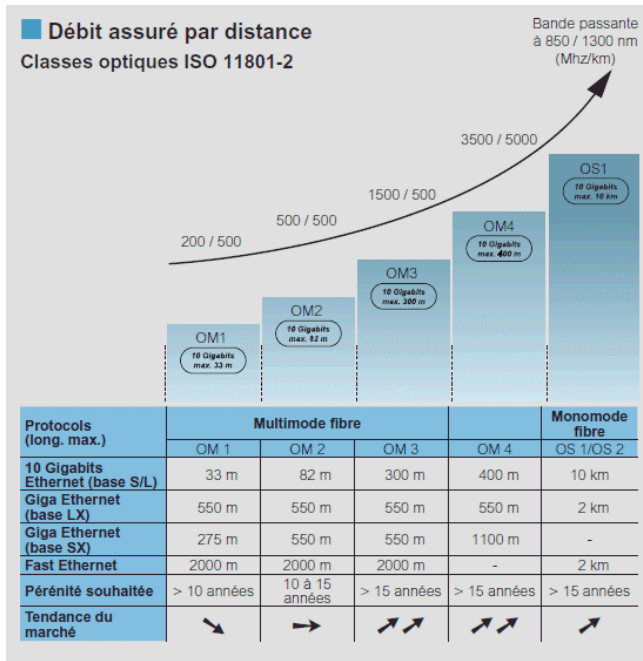 Débit assuré par distance
Classes optiques ISO 11801-2
Bande passante
à 850 / 1300 nm
(Mhz/km)
3500 / 5000
1500 / 500
500 / 500
200 / 500
OS1
10 Gigabits
max. 10 km
OM4
10 Gigabits
max. 400 m
OM3
10 Gigabits
max. 300 m
OM2
10 Gigabits
max. 82 m
OM1
10 Gigabits
max. 33 m
Protocols
(long. max.)
Multimode fibre
Monomode
fibre
OM 1 OM 2 OM 3 OM 4 OS 1/OS 2
10 Gigabits
Ethernet (base S/L) 33 m 82 m 300 m 400 m 10 km
Giga Ethernet
(base LX) 550 m 550 m 550 m 550 m 2 km
Giga Ethernet
(base SX) 275 m 550 m 550 m 1100 m -
Fast Ethernet 2000 m 2000 m 2000 m - 2 km
Pérénité souhaitée > 10 années 10 à 15 années > 15 années > 15 années > 15 années
Tendance du
marché